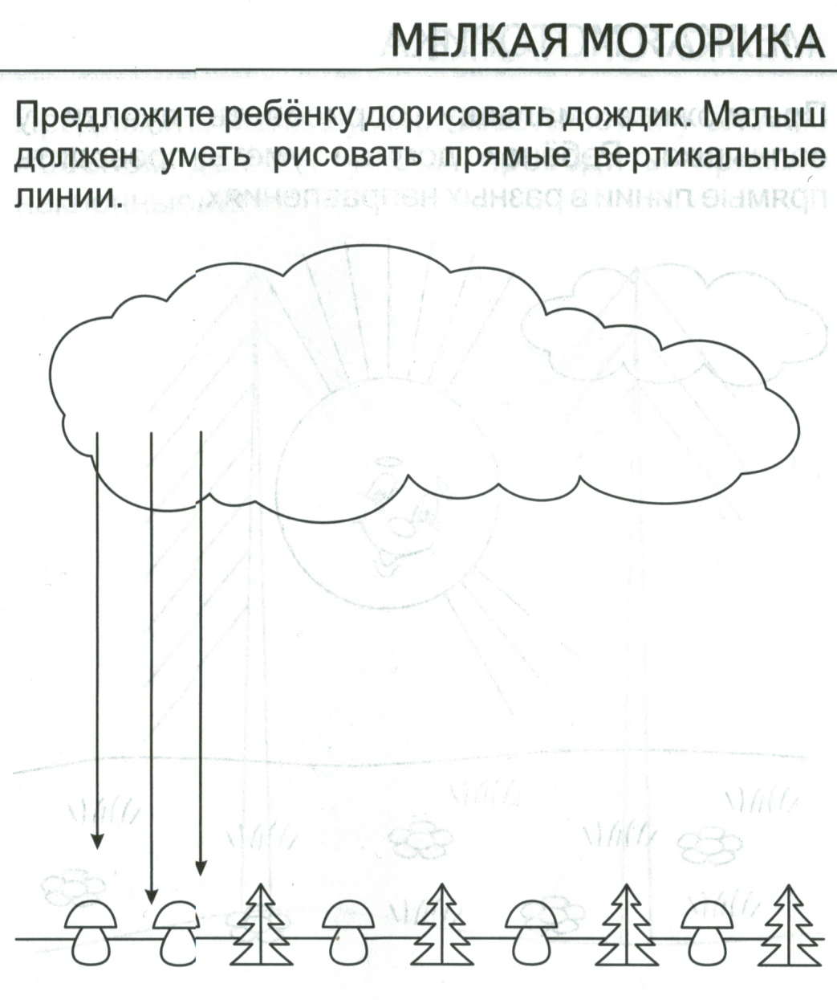 МЕЛКАЯ МОТОРИКА
Предложите ребёнку дорисовать дождик. Малыш
должен уметь рисовать прямые вертикальные
линии.